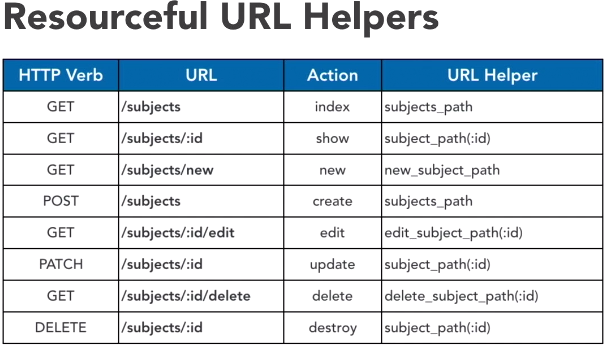 Resourceful URL Helpers
HTTP Verb URL Action URL Helper
GET /subjects index subjects_path
GET /subjects/:id show subject_path(:id)
GET /subjects/new new new_subject_path
POST /subjects create subjects_path
GET /subjects/:id/edit edit edit_subject_path(:id)
PATCH /subjects/:id update subject_path(:id)
GET /subjects/:id/delete delete delete_subject_path(:id)
DELETE /subjects/:id destroy subject_path(:id)